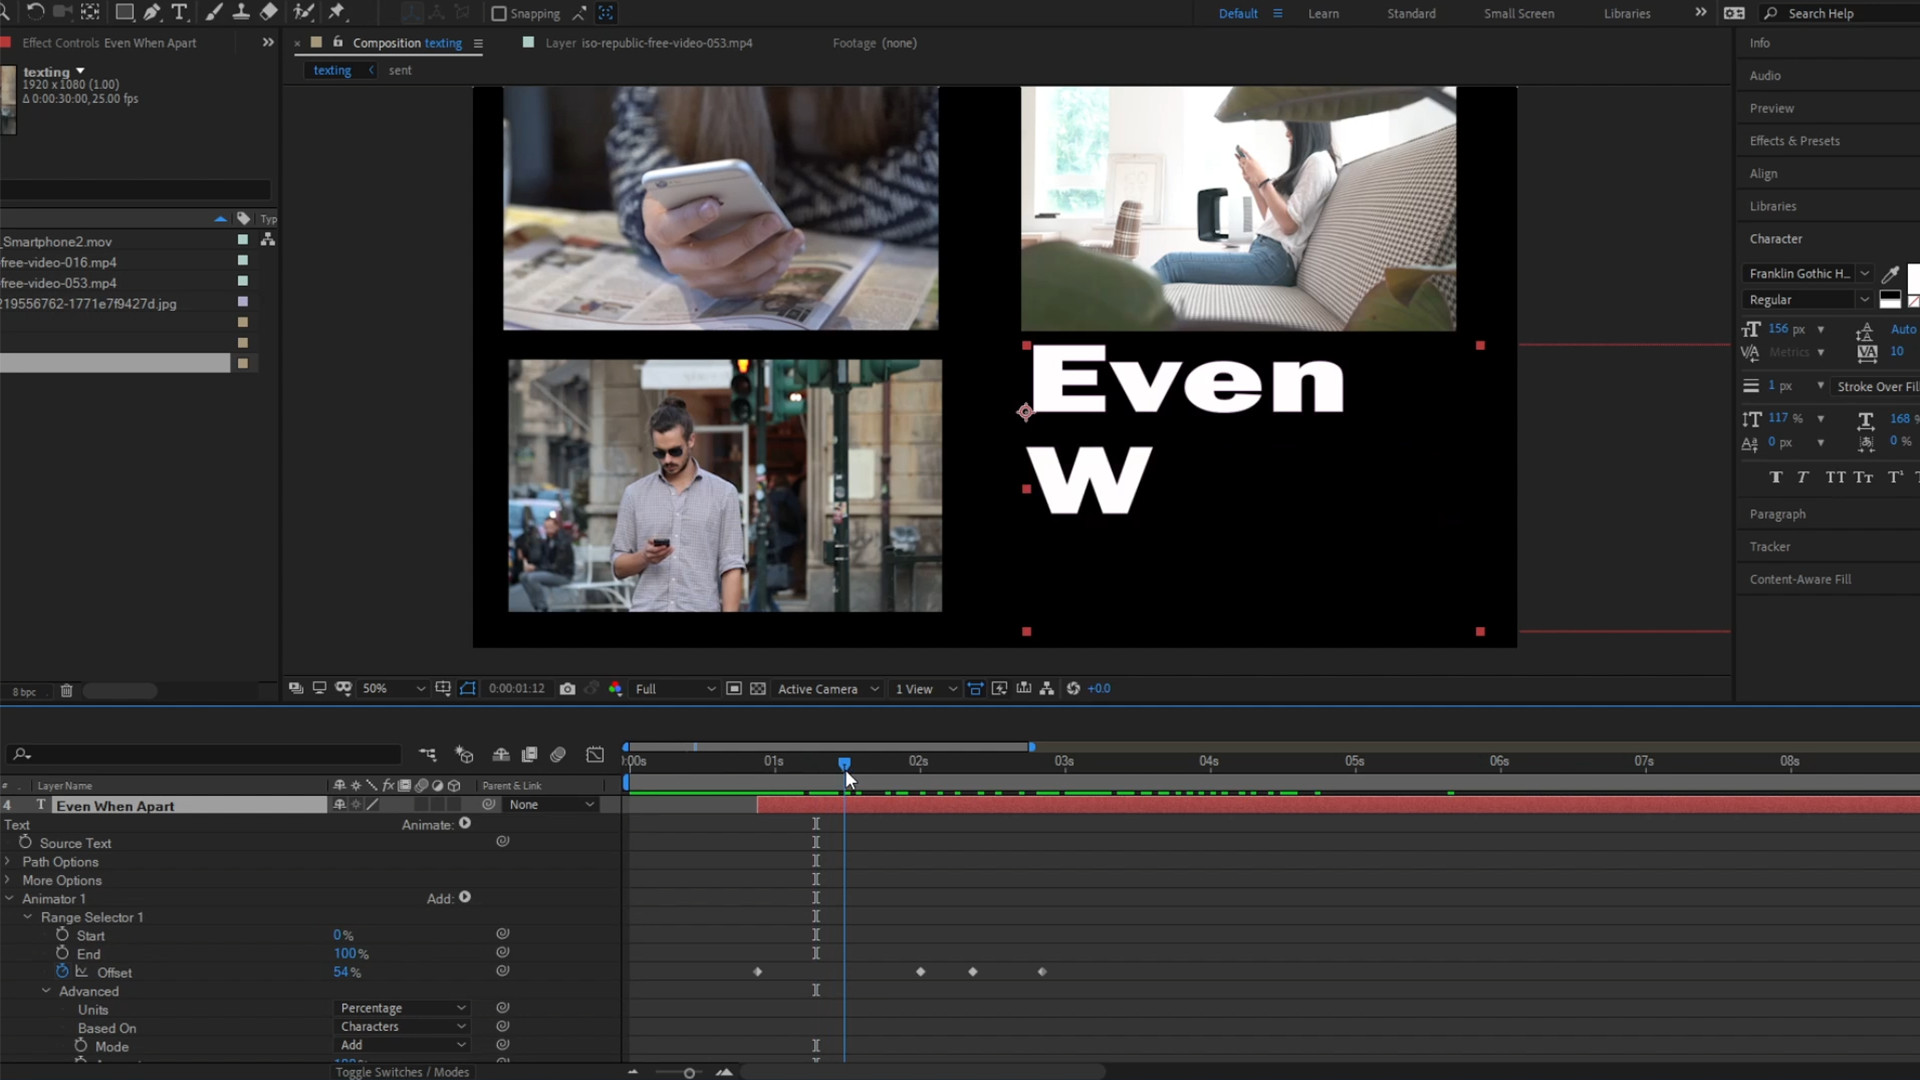 Snapping
Default
Learn
Standard
Small Screen
Libraries
Search Help
Effect Controls Even When Apart
Composition texting
Layer iso-republic-free-video-053.mp4
Footage (none)
Info
texting
1920 x 1080 (1.00)
Δ 0:00:30:00, 25.00 fps
texting
sent
Audio
Preview
Effects & Presets
Align
Libraries
Character
Typ
_Smartphone2.mov
free-video-016.mp4
free-video-053.mp4
219556762-1771e7f9427d.jpg
Franklin Gothic H...
Regular
156 px
Auto
Metrics
10
1 px
Stroke Over Fill
117 %
168 %
0 px
0 %
Even
W
Paragraph
Tracker
Content-Aware Fill
8 bpc
50%
0:00:01:12
Full
Active Camera
1 View
+0.0
:00s
01s
02s
03s
04s
05s
06s
07s
08s
#
Layer Name
fx
Parent & Link
4
T
Even When Apart
None
Text
Animate:
Source Text
Path Options
More Options
Animator 1
Add:
Range Selector 1
Start
0%
End
100%
Offset
54%
Advanced
Units
Percentage
Based On
Characters
Mode
Add
Toggle Switches / Modes